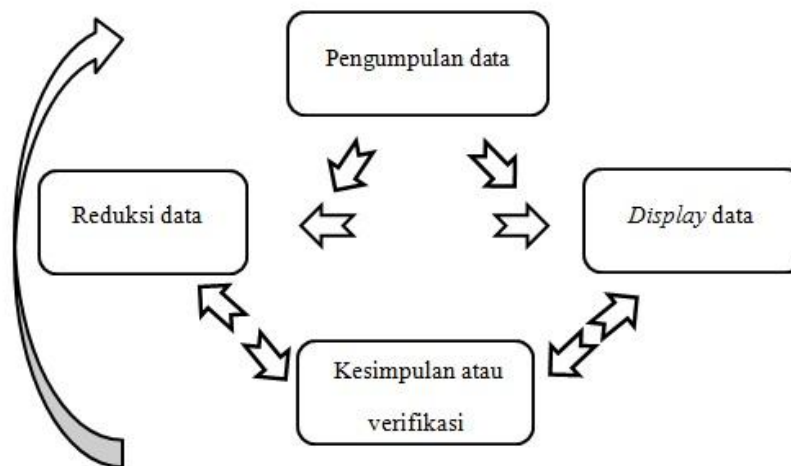 Pengumpulan data
Reduksi data
Display data
Kesimpulan atau
verifikasi